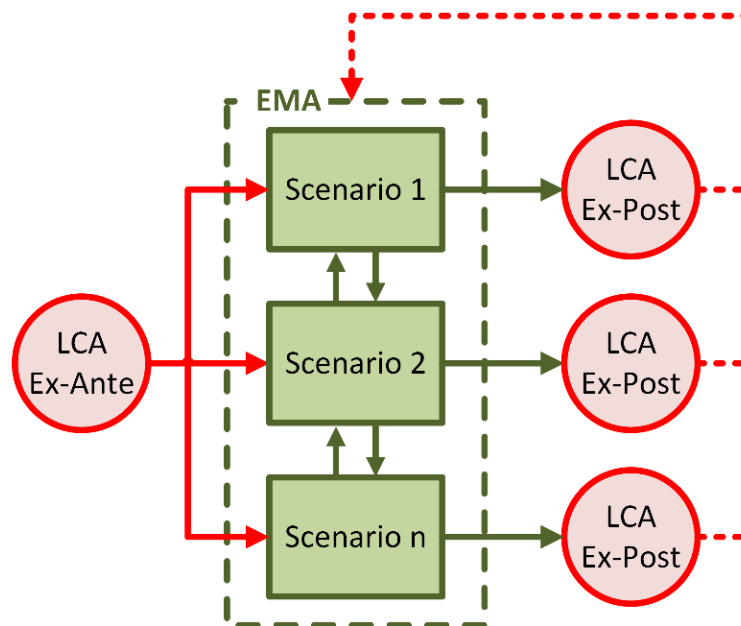 EMA
Scenario 1
LCA
Ex-Post
LCA
Ex-Ante
Scenario 2
LCA
Ex-Post
Scenario n
LCA
Ex-Post